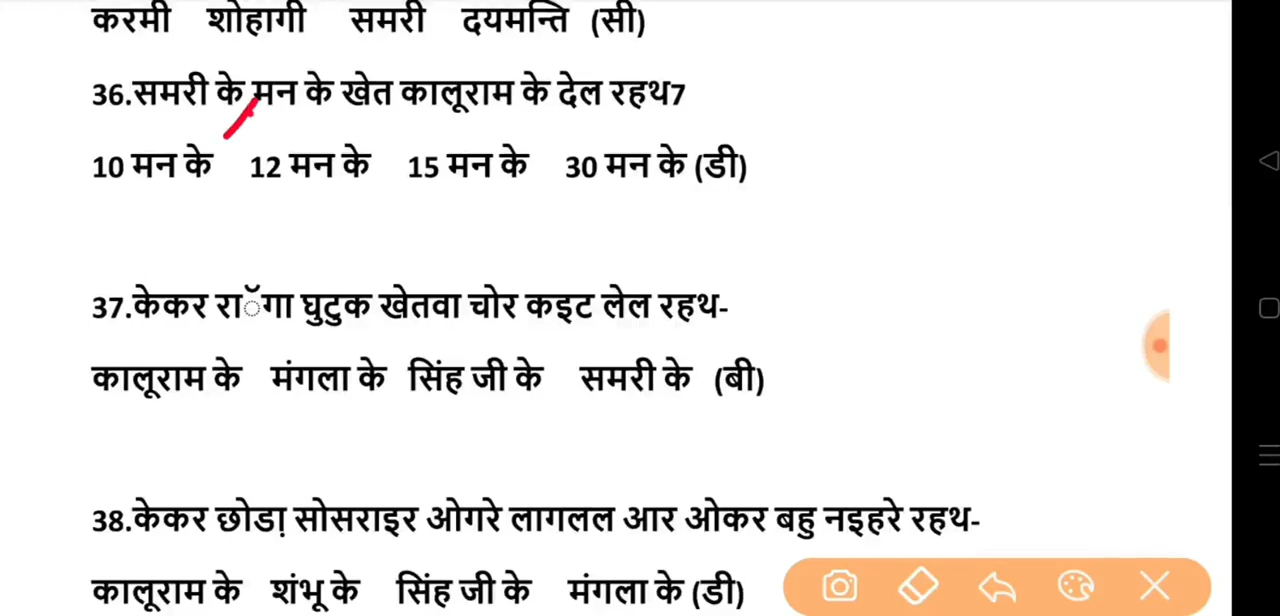 करमी शोहागी समरी दयमन्ति (सी)
36.समरी के मन के खेत कालूराम के देल रहथ7
10 मन के 12 मन के 15 मन के 30 मन के (डी)
37.केकर राॅगा घुटुक खेतवा चोर कइट लेल रहथ-
कालूराम के मंगला के सिंह जी के समरी के (बी)
38.केकर छोडा़ सोसराइर ओगरे लागलल आर ओकर बहु नइहरे रहथ-
कालूराम के शंभू के सिंह जी के मंगला के (डी)